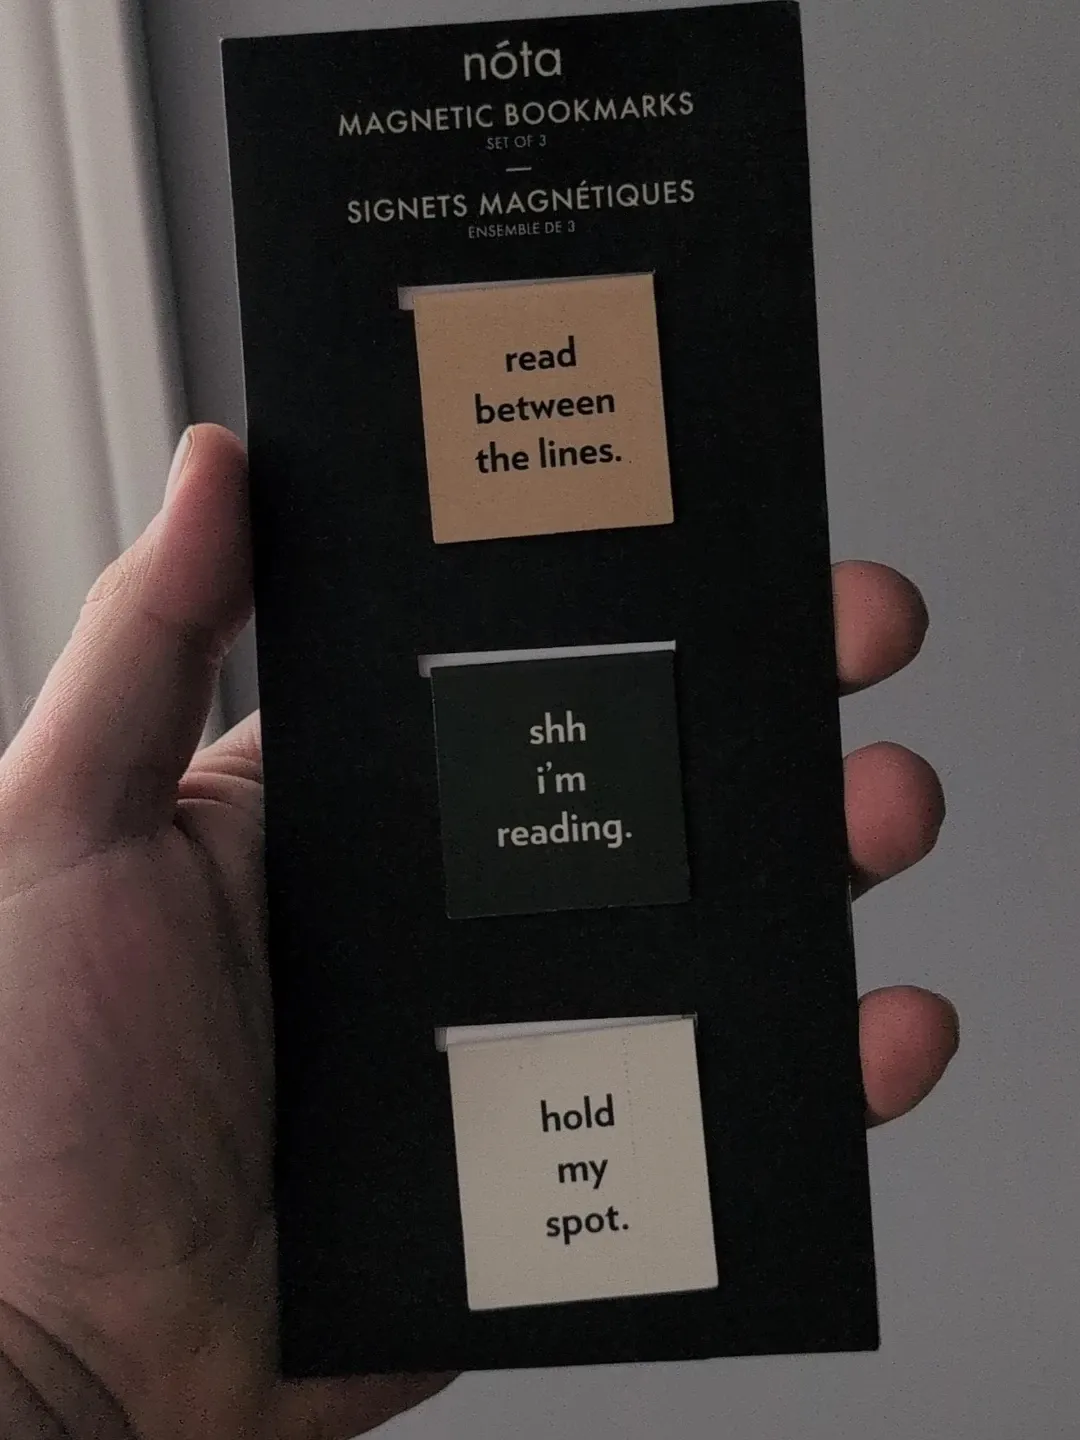 nóta
MAGNETIC BOOKMARKS
SET OF 3
—
SIGNETS MAGNÉTIQUES
ENSEMBLE DE 3
read
between
the lines.
shh
i'm
reading.
hold
my
spot.